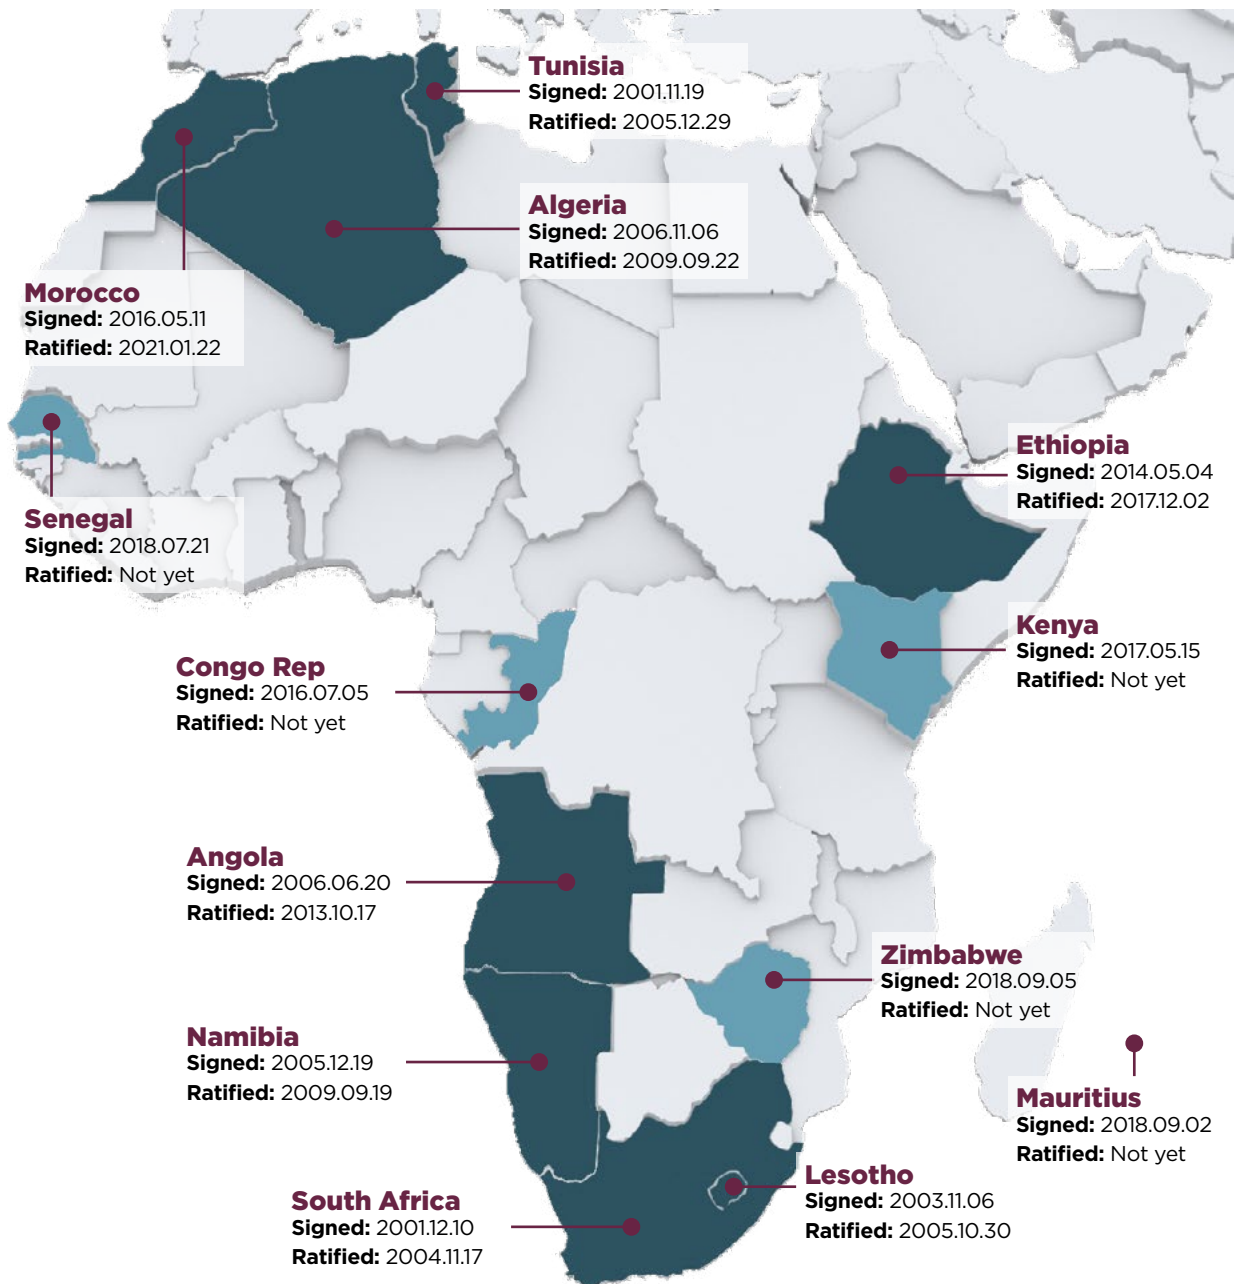 Tunisia
Signed: 2001.11.19
Ratified: 2005.12.29
Algeria
Signed: 2006.11.06
Ratified: 2009.09.22
Morocco
Signed: 2016.05.11
Ratified: 2021.01.22
Ethiopia
Signed: 2014.05.04
Ratified: 2017.12.02
Senegal
Signed: 2018.07.21
Ratified: Not yet
Kenya
Signed: 2017.05.15
Ratified: Not yet
Congo Rep
Signed: 2016.07.05
Ratified: Not yet
Angola
Signed: 2006.06.20
Ratified: 2013.10.17
Zimbabwe
Signed: 2018.09.05
Ratified: Not yet
Namibia
Signed: 2005.12.19
Ratified: 2009.09.19
Mauritius
Signed: 2018.09.02
Ratified: Not yet
Lesotho
Signed: 2003.11.06
Ratified: 2005.10.30
South Africa
Signed: 2001.12.10
Ratified: 2004.11.17